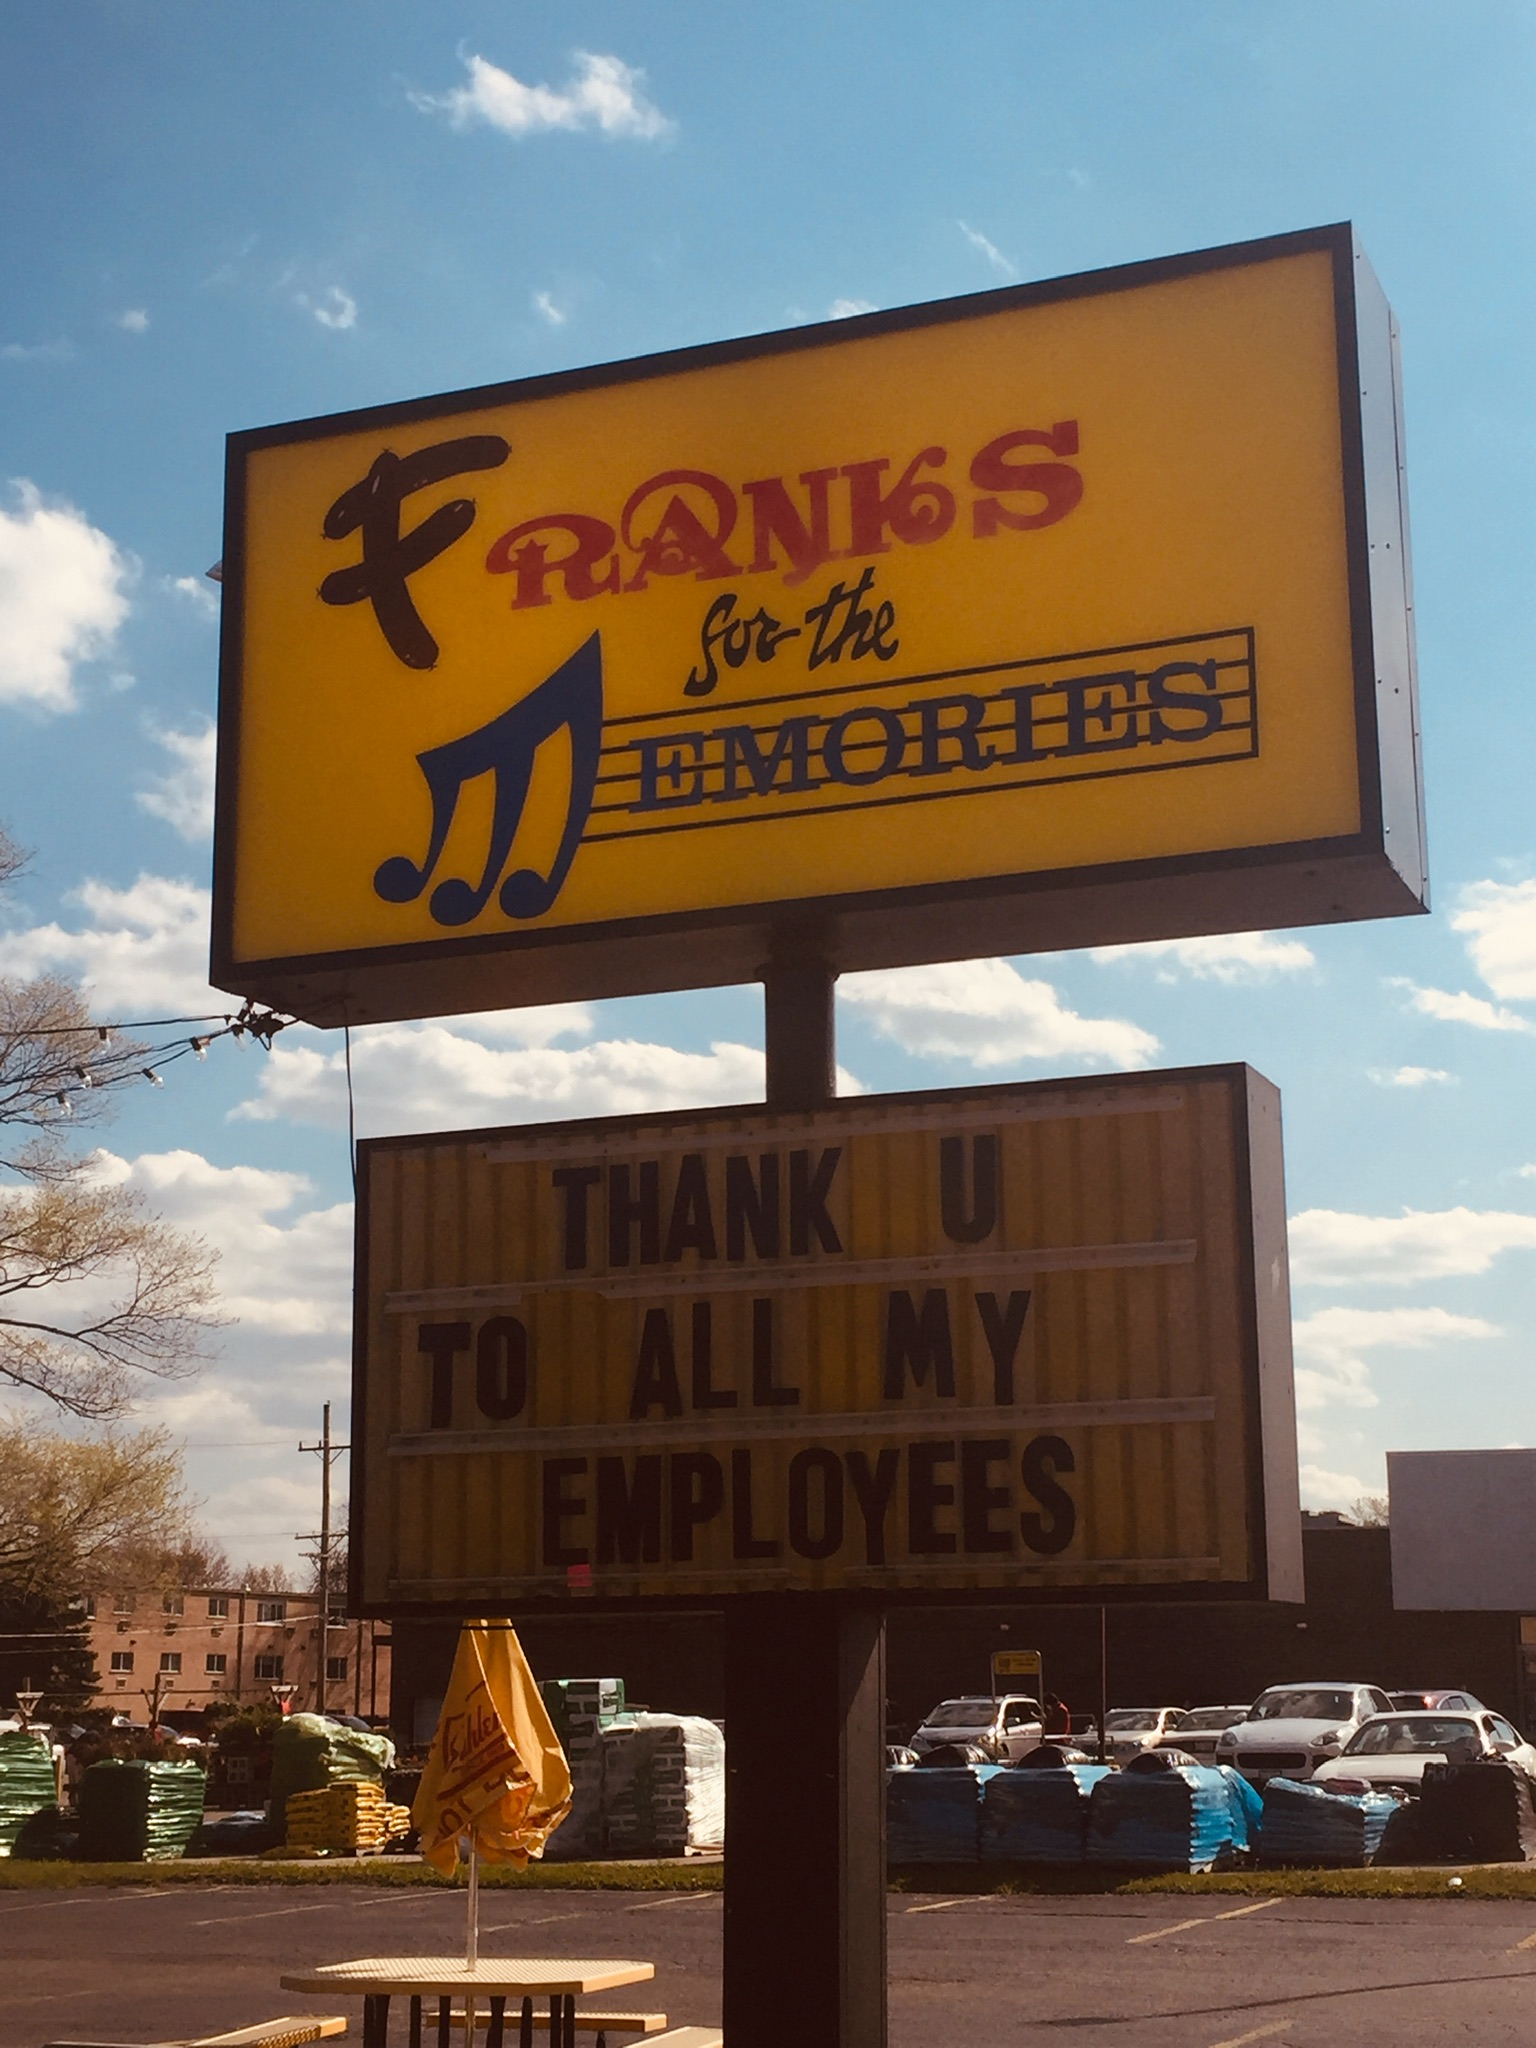 FRANKS
for the
MEMORIES
THANK U
TO ALL MY
EMPLOYEES